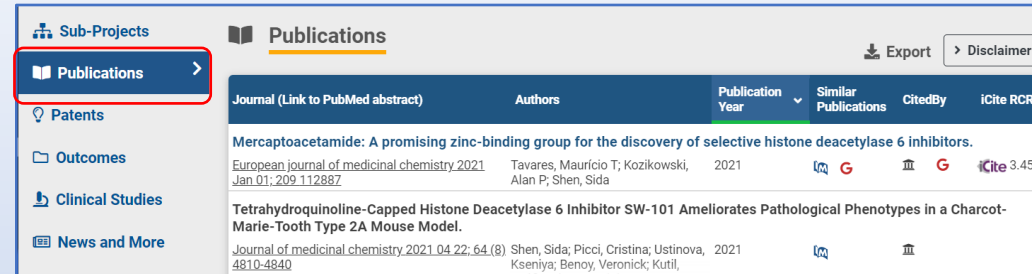 Sub-Projects
Publications
Patents
Outcomes
Clinical Studies
News and More
Publications
Export
Disclaimer
Journal (Link to PubMed abstract) Authors Publication Year Similar Publications CitedBy iCite RCR
Mercaptoacetamide: A promising zinc-binding group for the discovery of selective histone deacetylase 6 inhibitors.
European journal of medicinal chemistry 2021 Tavares, Maurício T; Kozikowski, 2021 G G iCite 3.45
Jan 01; 209 112887 Alan P; Shen, Sida
Tetrahydroquinoline-Capped Histone Deacetylase 6 Inhibitor SW-101 Ameliorates Pathological Phenotypes in a Charcot-
Marie-Tooth Type 2A Mouse Model.
Journal of medicinal chemistry 2021 04 22; 64 (8) Shen, Sida; Picci, Cristina; Ustinova, 2021
4810-4840 Kseniya; Benoy, Veronick; Kutil,